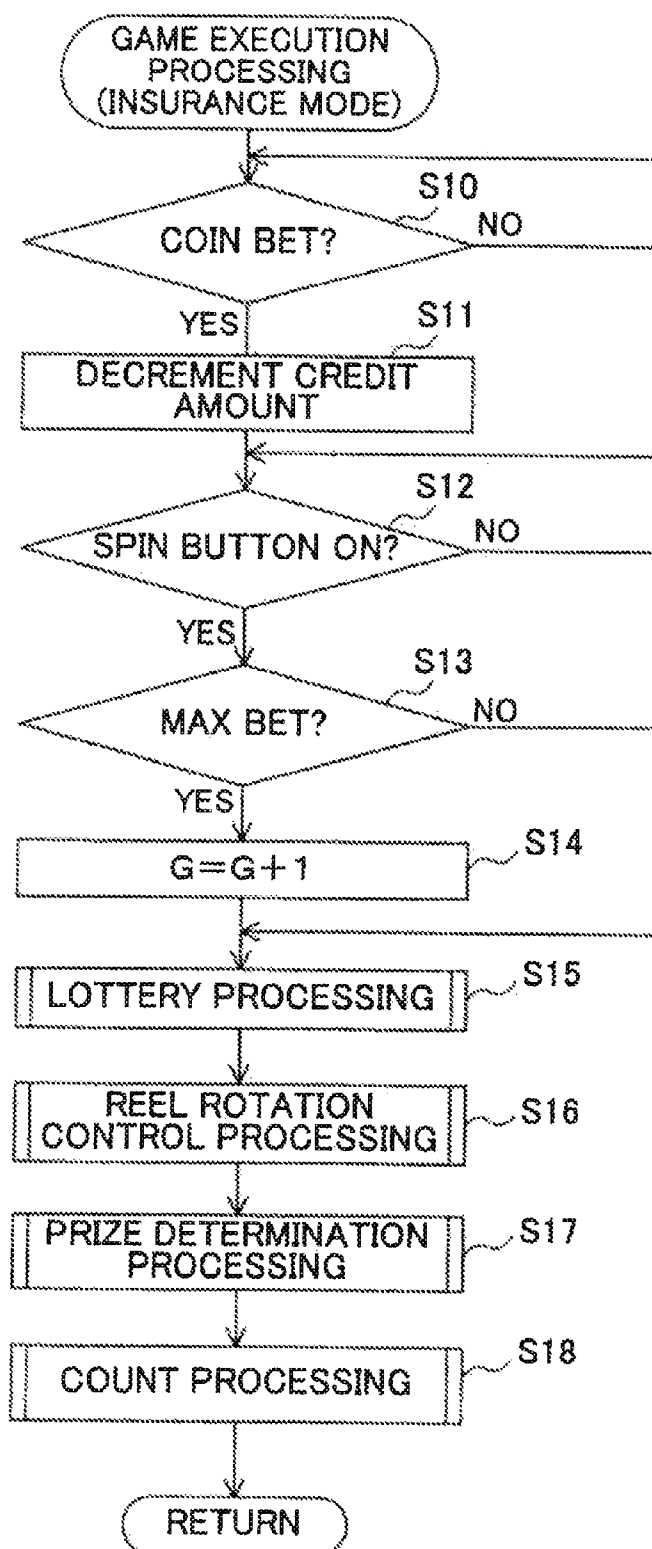 GAME EXECUTION
PROCESSING
(INSURANCE MODE)
S10
COIN BET?
NO
YES
S11
DECREMENT CREDIT
AMOUNT
S12
SPIN BUTTON ON?
NO
YES
S13
MAX BET?
NO
YES
S14
G=G+1
S15
LOTTERY PROCESSING
REEL ROTATION
CONTROL PROCESSING
S16
PRIZE DETERMINATION
PROCESSING
S17
COUNT PROCESSING
S18
RETURN